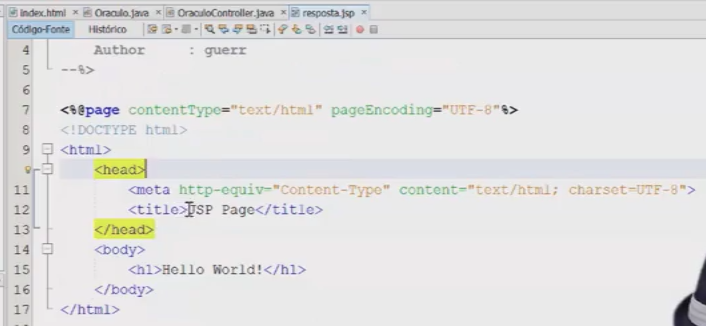 index.html × Oraculo.java × OraculoController.java × resposta.jsp ×
Código-Fonte Histórico
4 Author : guerr
5 --%>
6
7 <%@page contentType="text/html" pageEncoding="UTF-8"%>
8 <!DOCTYPE html>
9 <html>
<head>
11 <meta http-equiv="Content-Type" content="text/html; charset=UTF-8">
12 <title>JSP Page</title>
13 </head>
14 <body>
15 <h1>Hello World!</h1>
16 </body>
17 </html>